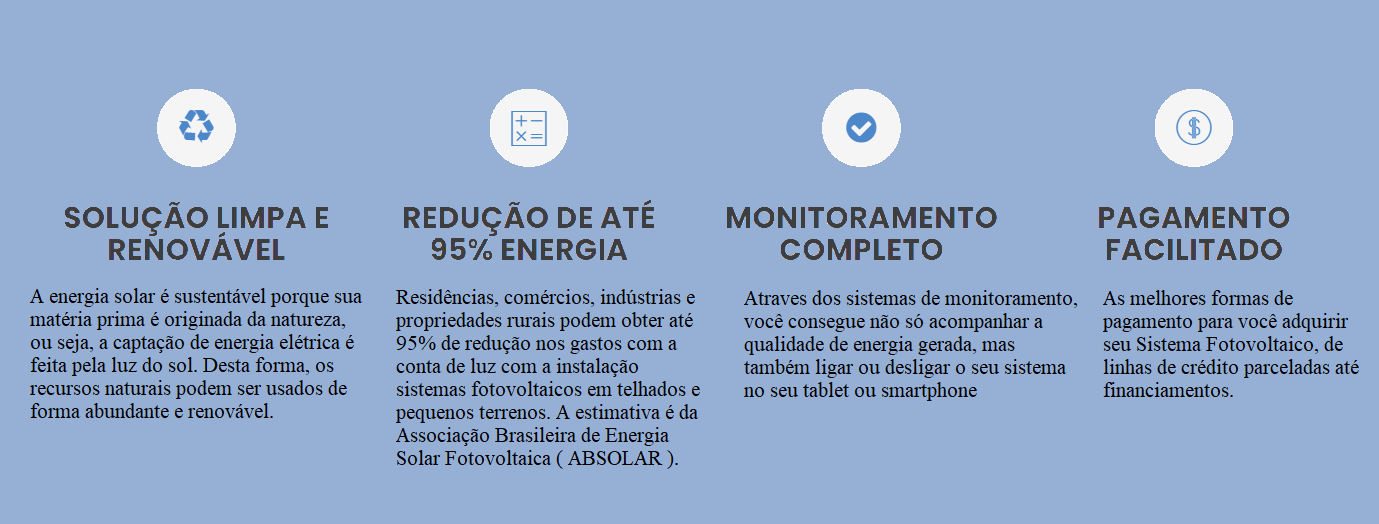 SOLUÇÃO LIMPA E
RENOVÁVEL
A energia solar é sustentável porque sua
matéria prima é originada da natureza,
ou seja, a captação de energia elétrica é
feita pela luz do sol. Desta forma, os
recursos naturais podem ser usados de
forma abundante e renovável.
REDUÇÃO DE ATÉ
95% ENERGIA
Residências, comércios, indústrias e
propriedades rurais podem obter até
95% de redução nos gastos com a
conta de luz com a instalação
sistemas fotovoltaicos em telhados e
pequenos terrenos. A estimativa é da
Associação Brasileira de Energia
Solar Fotovoltaica ( ABSOLAR ).
MONITORAMENTO
COMPLETO
Atraves dos sistemas de monitoramento,
você consegue não só acompanhar a
qualidade de energia gerada, mas
também ligar ou desligar o seu sistema
no seu tablet ou smartphone
PAGAMENTO
FACILITADO
As melhores formas de
pagamento para você adquirir
seu Sistema Fotovoltaico, de
linhas de crédito parceladas até
financiamentos.